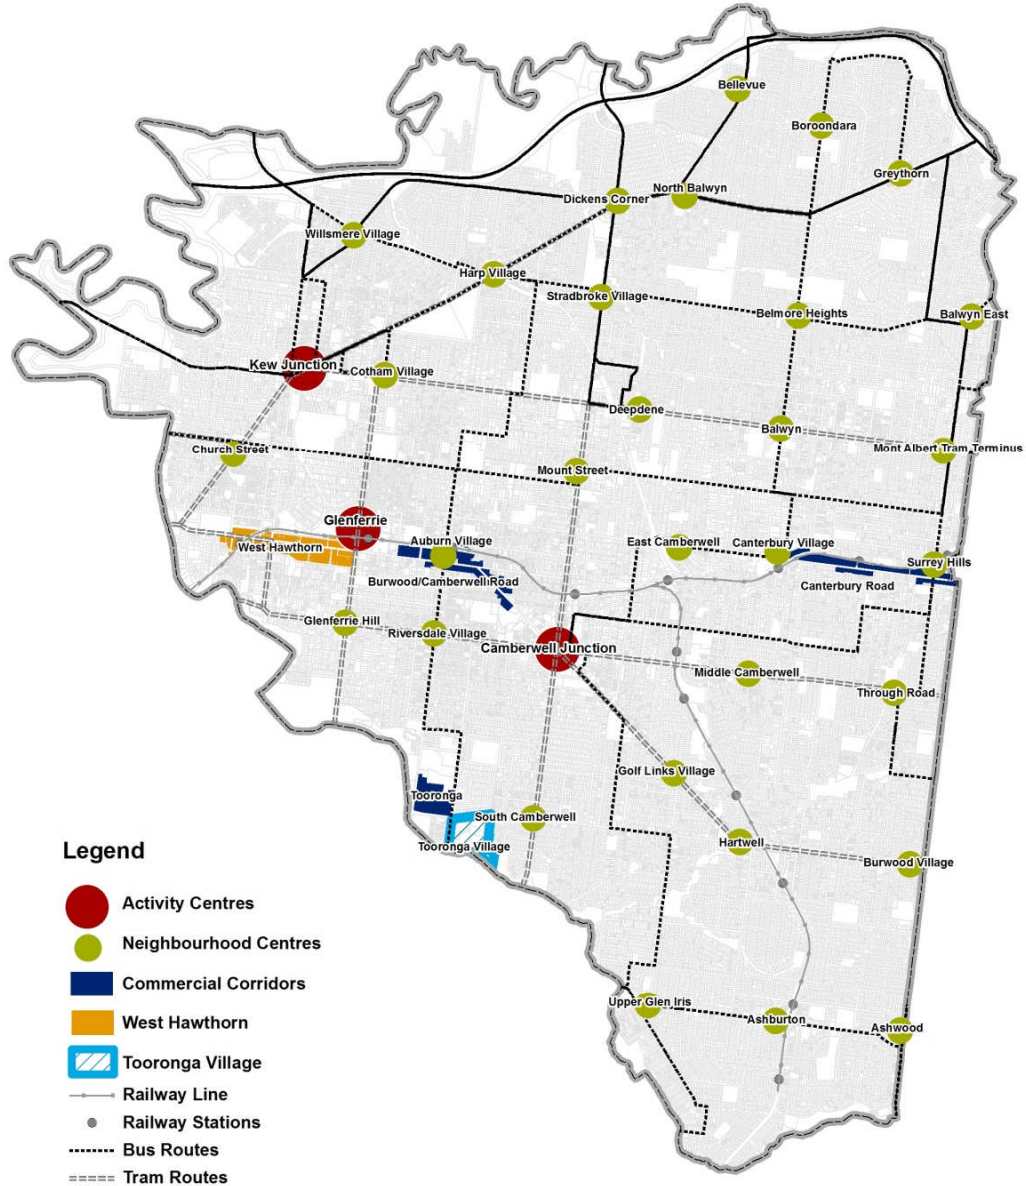 Bellevue
Boroondara
Greythorn
North Balwyn
Dickens Corner
Willsmere Village
Harp Village
Stradbroke Village
Belmore Heights
Balwyn East
Kew Junction
Cotham Village
Deepdene
Balwyn
Mont Albert Tram Terminus
Church Street
Mount Street
Glenferrie
West Hawthorn
Auburn Village
East Camberwell
Canterbury Village
Surrey Hills
Burwood/Camberwell Road
Canterbury Road
Glenferrie Hill
Riversdale Village
Camberwell Junction
Middle Camberwell
Through Road
Golf Links Village
Tooronga
South Camberwell
Tooronga Village
Hartwell
Burwood Village
Upper Glen Iris
Ashburton
Ashwood
Legend
Activity Centres
Neighbourhood Centres
Commercial Corridors
West Hawthorn
Tooronga Village
Railway Line
Railway Stations
Bus Routes
Tram Routes